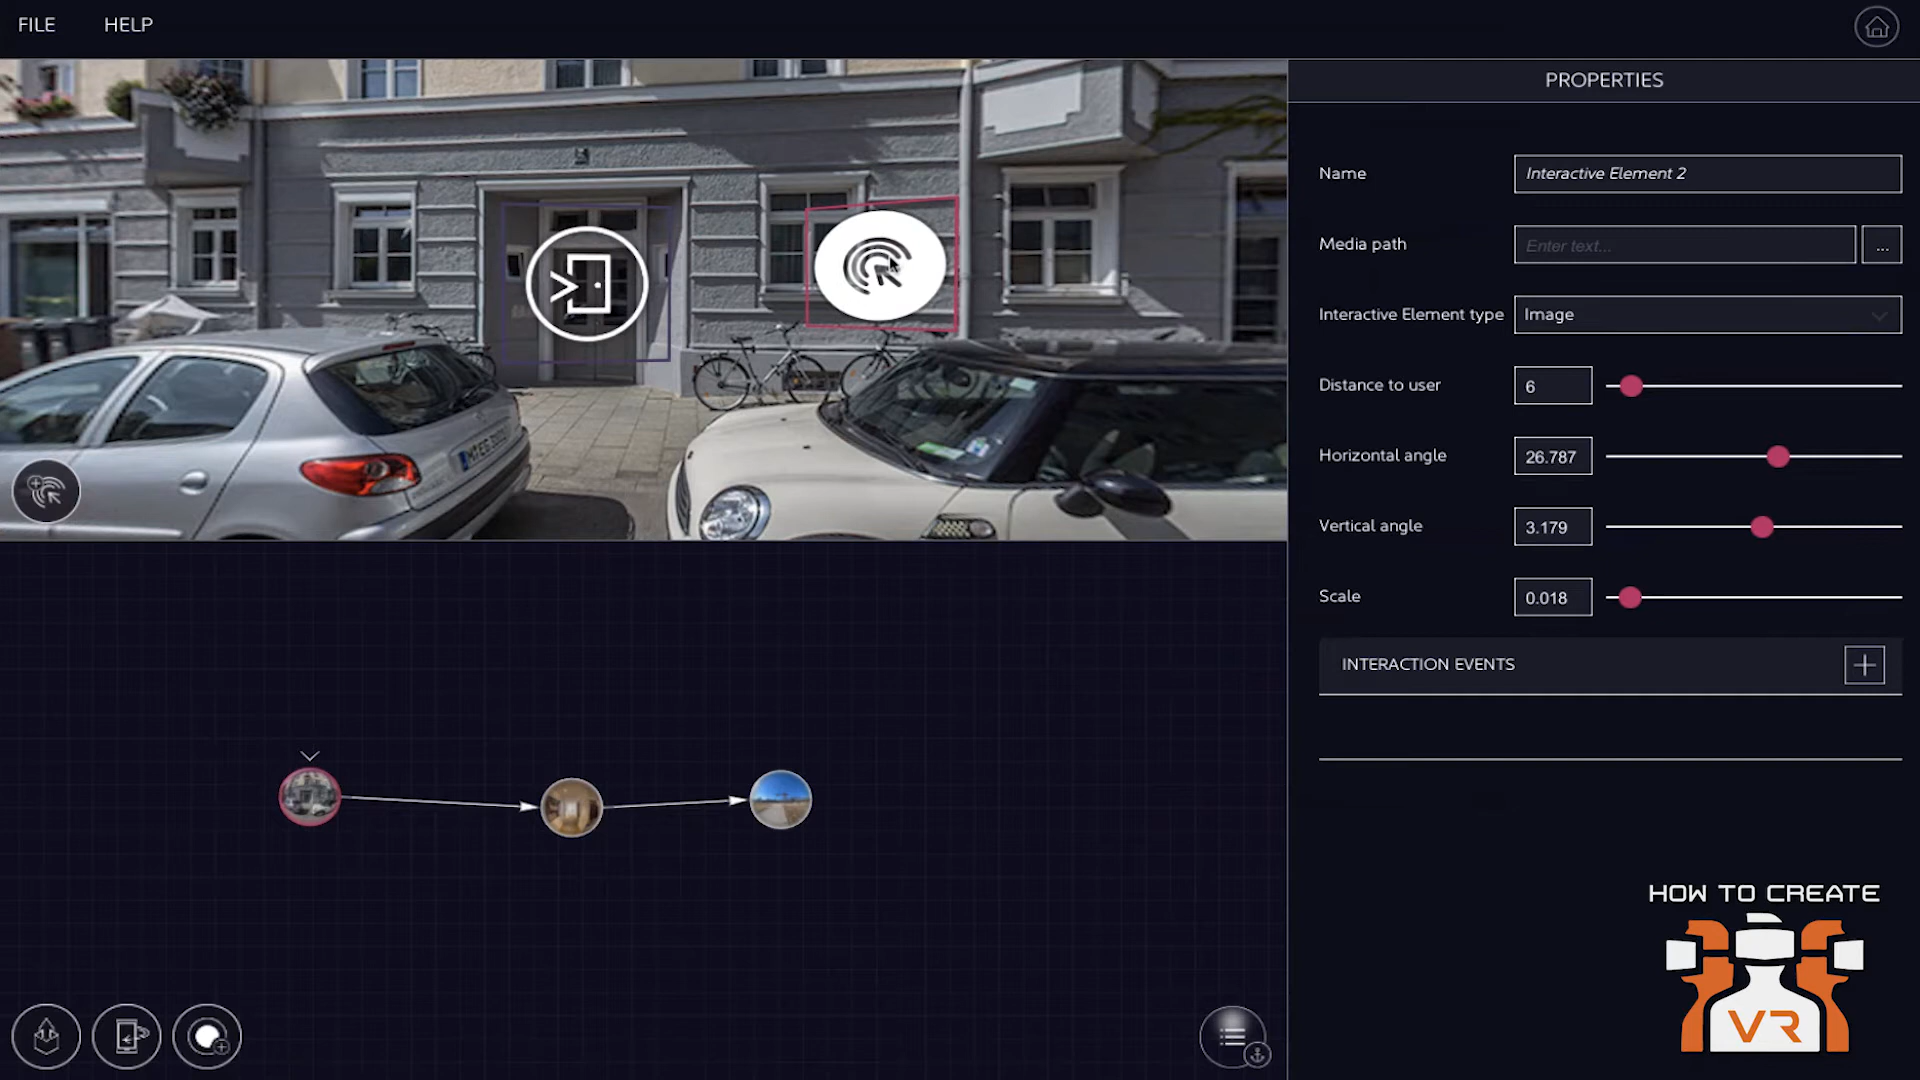 FILE HELP
PROPERTIES
Name Interactive Element 2
Media path Enter text... ...
Interactive Element type Image
Distance to user 6
Horizontal angle 26.787
Vertical angle 3.179
Scale 0.018
INTERACTION EVENTS
HOW TO CREATE
VR